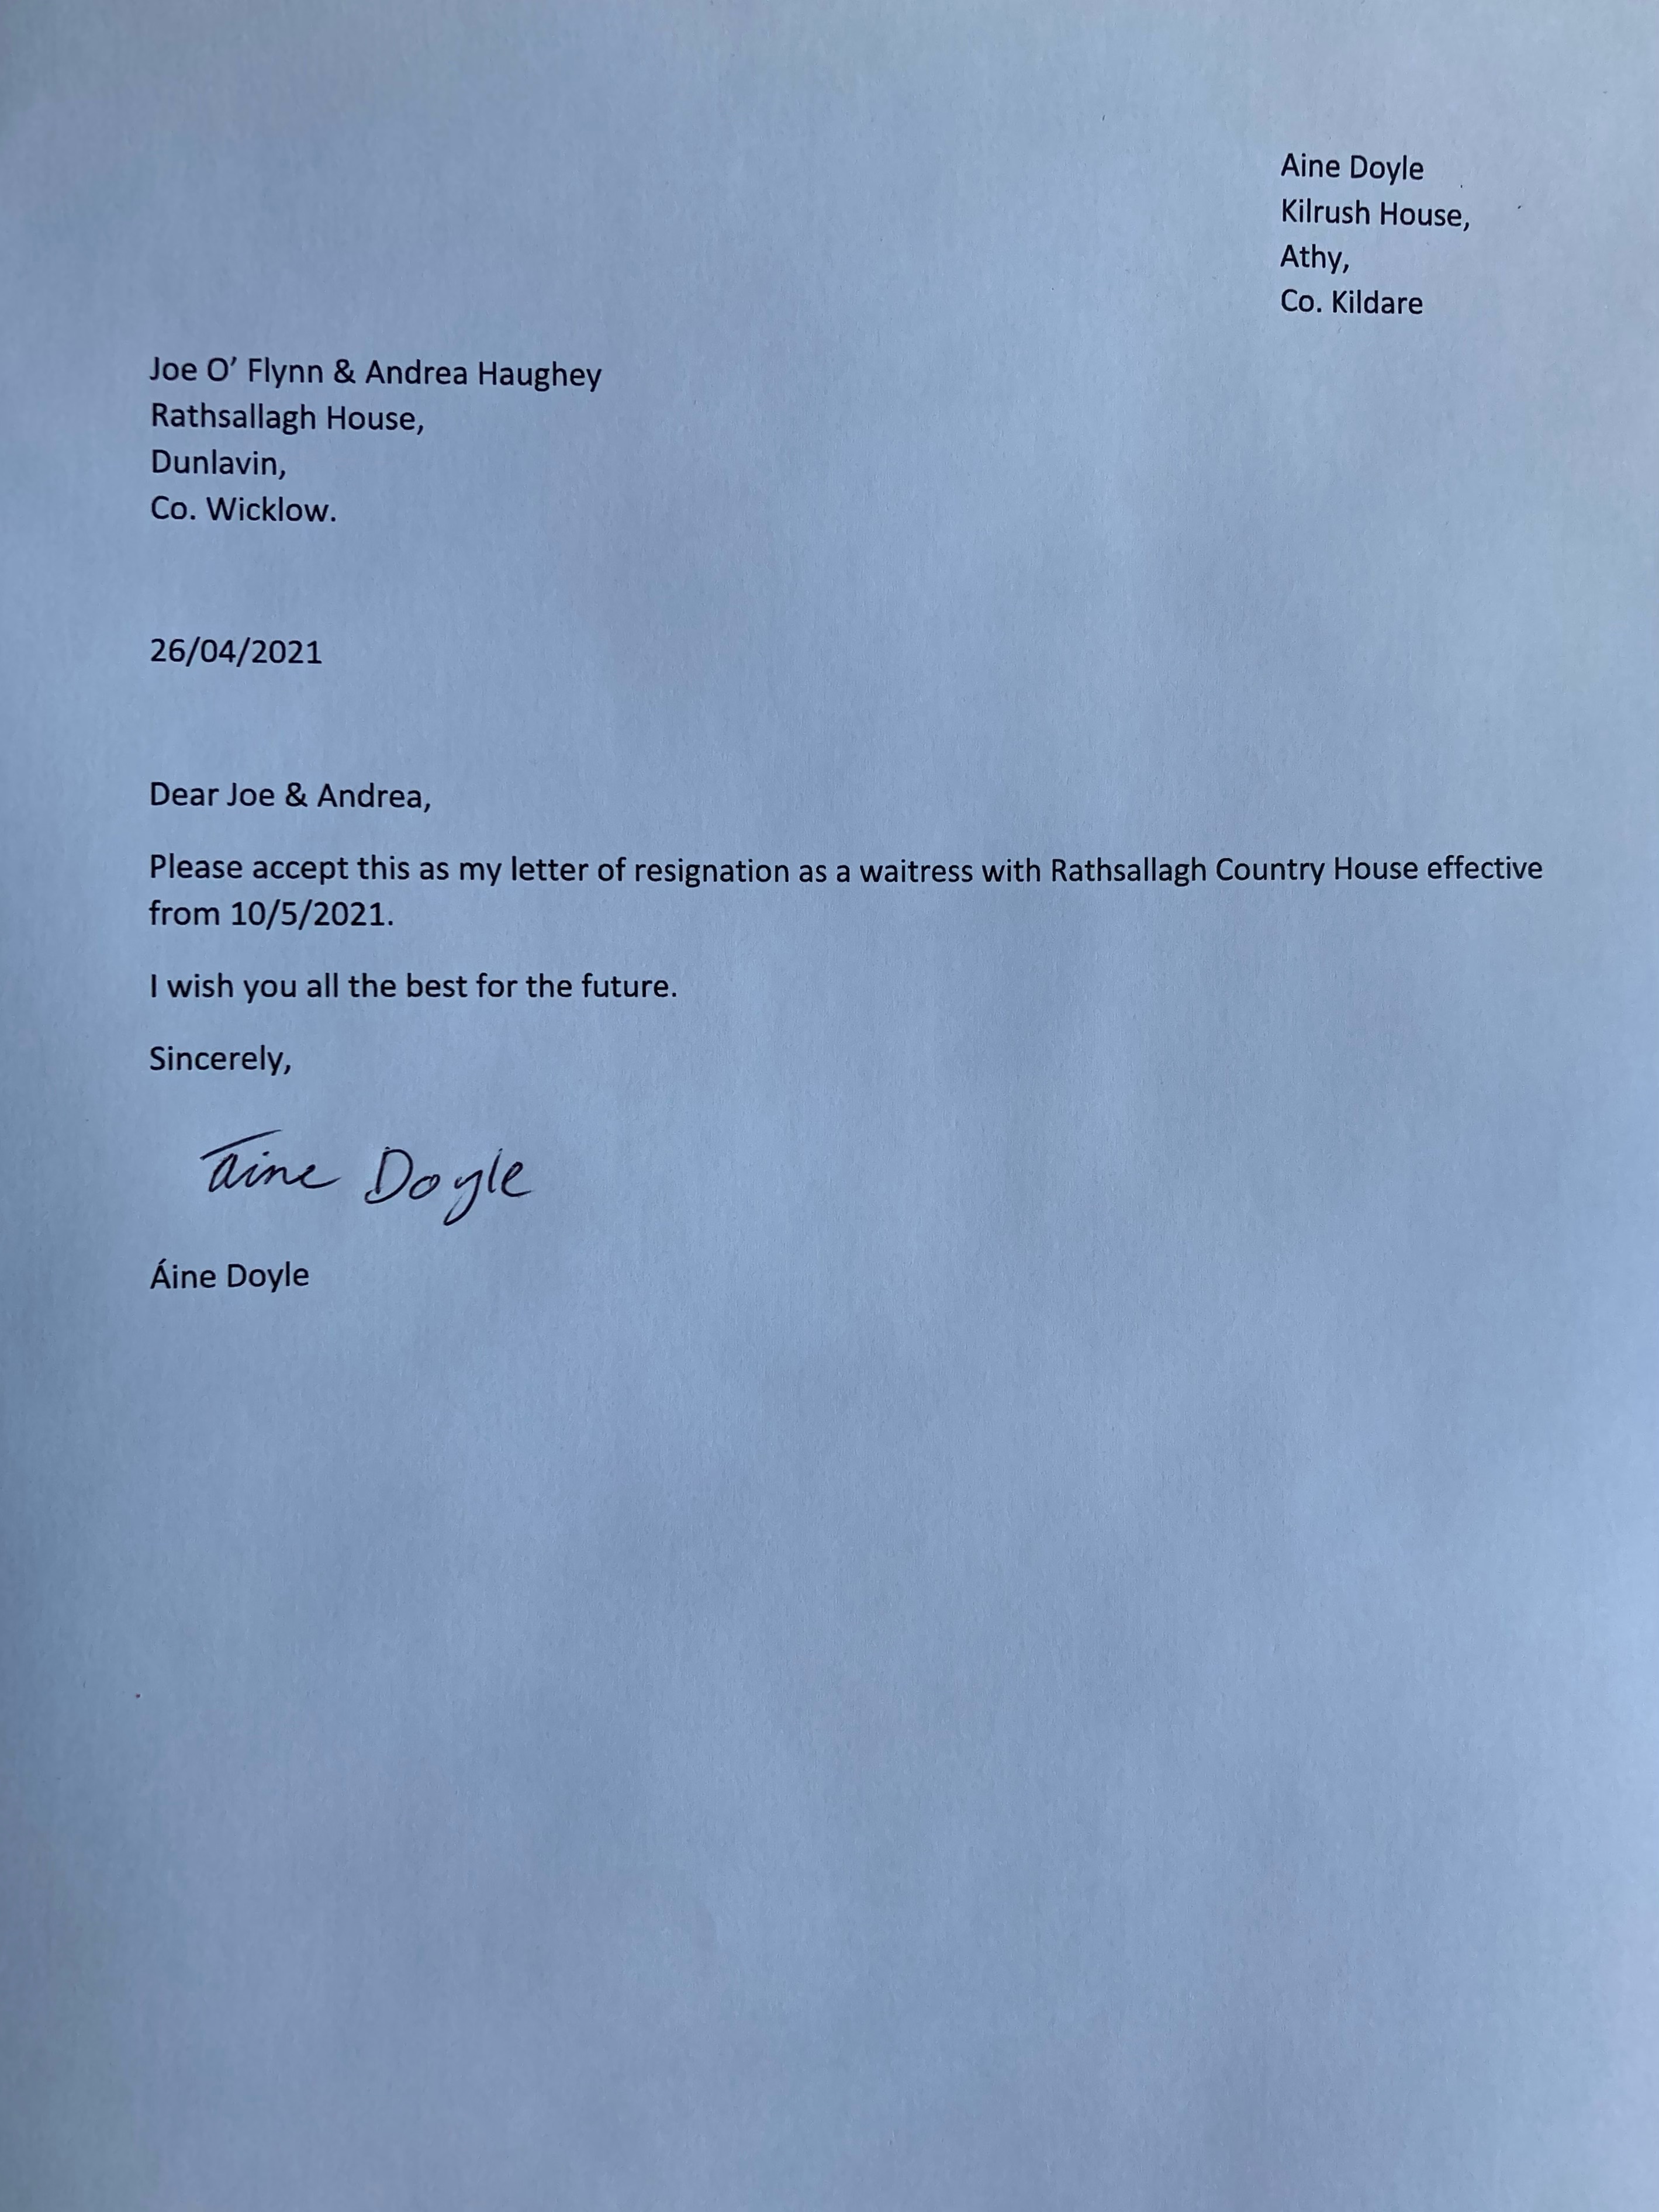 Aine Doyle
Kilrush House,
Athy,
Co. Kildare
Joe O’ Flynn & Andrea Haughey
Rathsallagh House,
Dunlavin,
Co. Wicklow.
26/04/2021
Dear Joe & Andrea,
Please accept this as my letter of resignation as a waitress with Rathsallagh Country House effective
from 10/5/2021.
I wish you all the best for the future.
Sincerely,
Áine Doyle
Áine Doyle